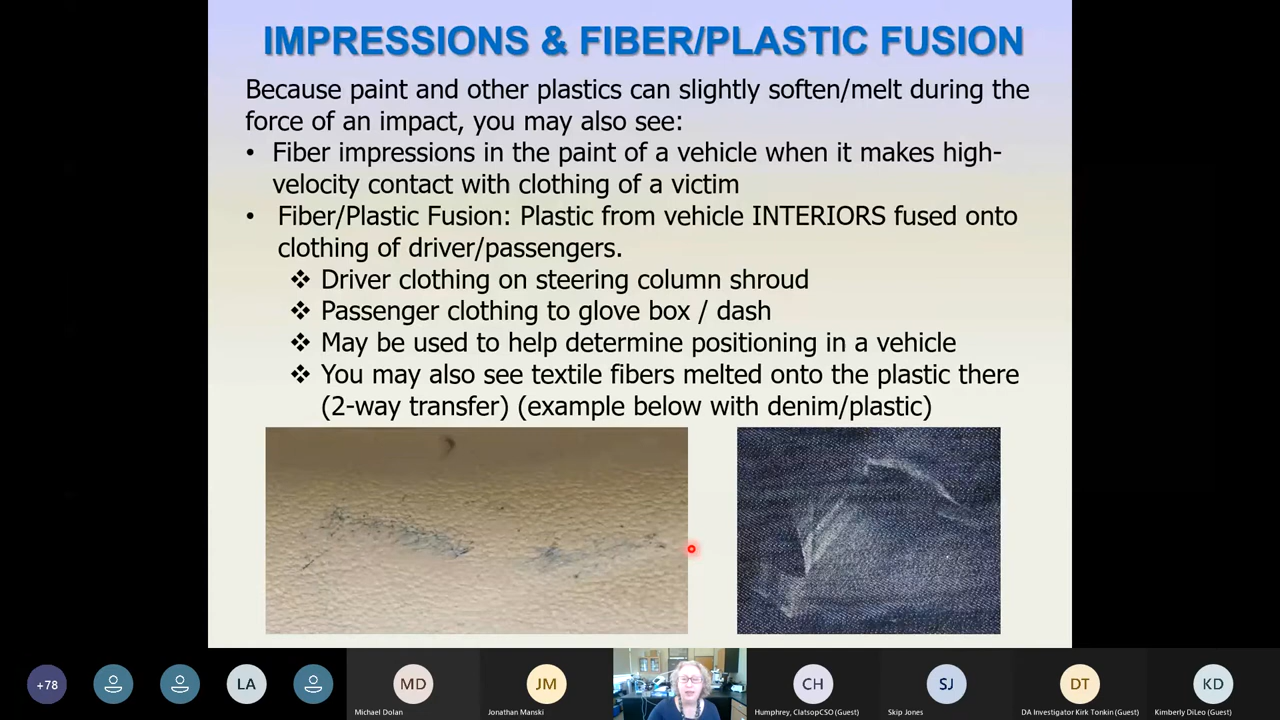 IMPRESSIONS & FIBER/PLASTIC FUSION
Because paint and other plastics can slightly soften/melt during the
force of an impact, you may also see:
• Fiber impressions in the paint of a vehicle when it makes high-
velocity contact with clothing of a victim
• Fiber/Plastic Fusion: Plastic from vehicle INTERIORS fused onto
clothing of driver/passengers.
❖ Driver clothing on steering column shroud
❖ Passenger clothing to glove box / dash
❖ May be used to help determine positioning in a vehicle
❖ You may also see textile fibers melted onto the plastic there
(2-way transfer) (example below with denim/plastic)
+78
LA
MD
JM
CH
SJ
DT
KD
Michael Dolan
Jonathan Manski
Humphrey, ClatsopCSO (Guest)
Skip Jones
DA Investigator Kirk Tonkin (Guest)
Kimberly DiLeo (Guest)